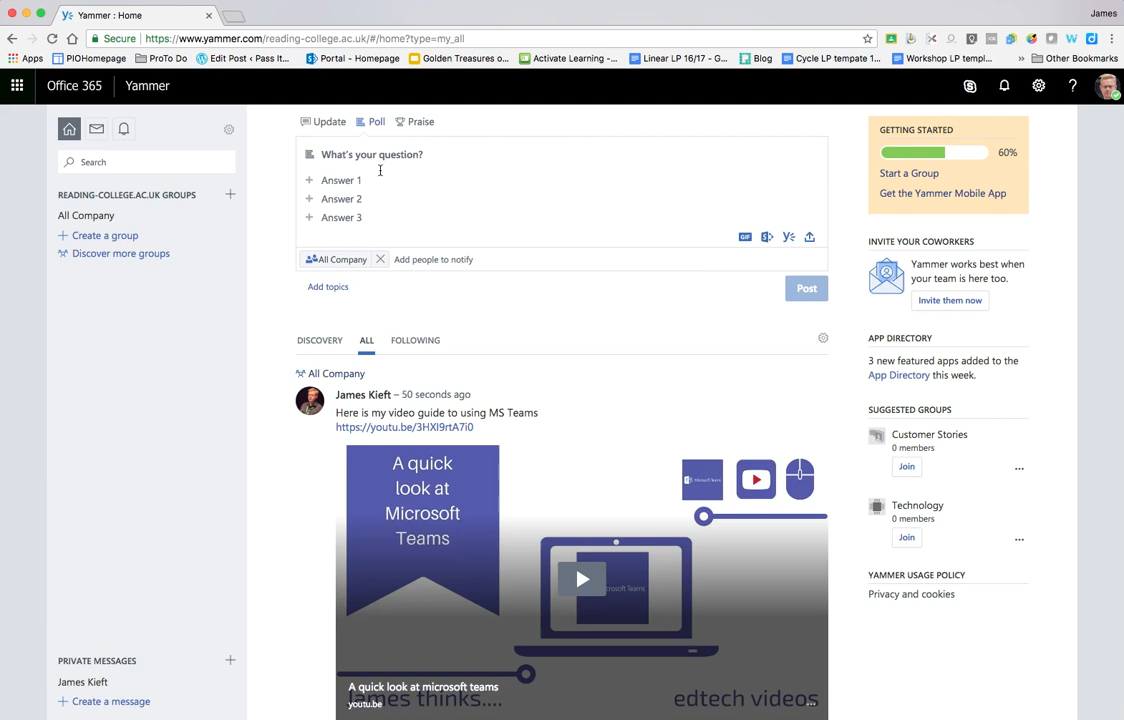 Yammer : Home
James
Secure https://www.yammer.com/reading-college.ac.uk/#/home?type=my_all
Apps PIOHomepage ProTo Do Edit Post ‹ Pass It... Portal - Homepage Golden Treasures o... Activate Learning -... Linear LP 16/17 - G... Blog Cycle LP tempate 1... Workshop LP templ... » Other Bookmarks
Office 365 Yammer
Search
READING-COLLEGE.AC.UK GROUPS
All Company
Create a group
Discover more groups
PRIVATE MESSAGES
James Kieft
Create a message
Update Poll Praise
What's your question?
Answer 1
Answer 2
Answer 3
GIF
All Company Add people to notify
Add topics
Post
DISCOVERY ALL FOLLOWING
All Company
James Kieft – 50 seconds ago
Here is my video guide to using MS Teams
https://youtu.be/3HXl9rtA7i0
A quick
look at
Microsoft
Teams
Microsoft Teams
A quick look at microsoft teams
youtu.be
James thinks....
edtech videos
GETTING STARTED
60%
Start a Group
Get the Yammer Mobile App
INVITE YOUR COWORKERS
Yammer works best when
your team is here too.
Invite them now
APP DIRECTORY
3 new featured apps added to the
App Directory this week.
SUGGESTED GROUPS
Customer Stories
0 members
Join
Technology
0 members
Join
YAMMER USAGE POLICY
Privacy and cookies